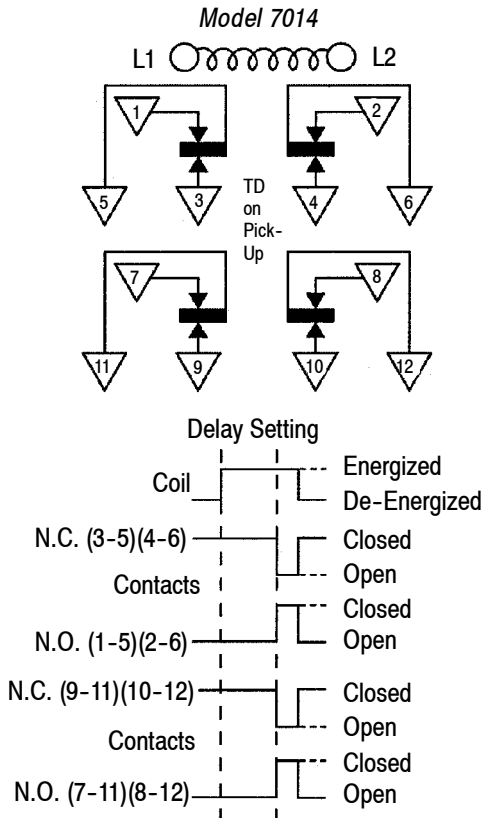 Model 7014
L1 L2
1 2
5 3 TD on Pick-Up 4 6
7 8
11 9 10 12
Delay Setting
Coil
Energized
De-Energized
N.C. (3-5)(4-6)
Closed
Open
Contacts
Closed
N.O. (1-5)(2-6)
Open
N.C. (9-11)(10-12)
Closed
Open
Contacts
Closed
N.O. (7-11)(8-12)
Open